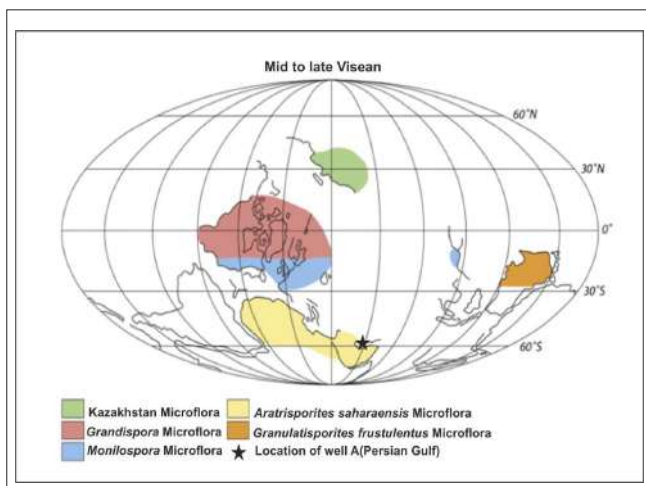 Mid to late Visean
60˚N
30˚N
0˚
30˚S
60˚S
Kazakhstan Microflora
Aratrisporites saharaensis Microflora
Grandispora Microflora
Granulatisporites frustulentus Microflora
Monilospora Microflora
Location of well A(Persian Gulf)